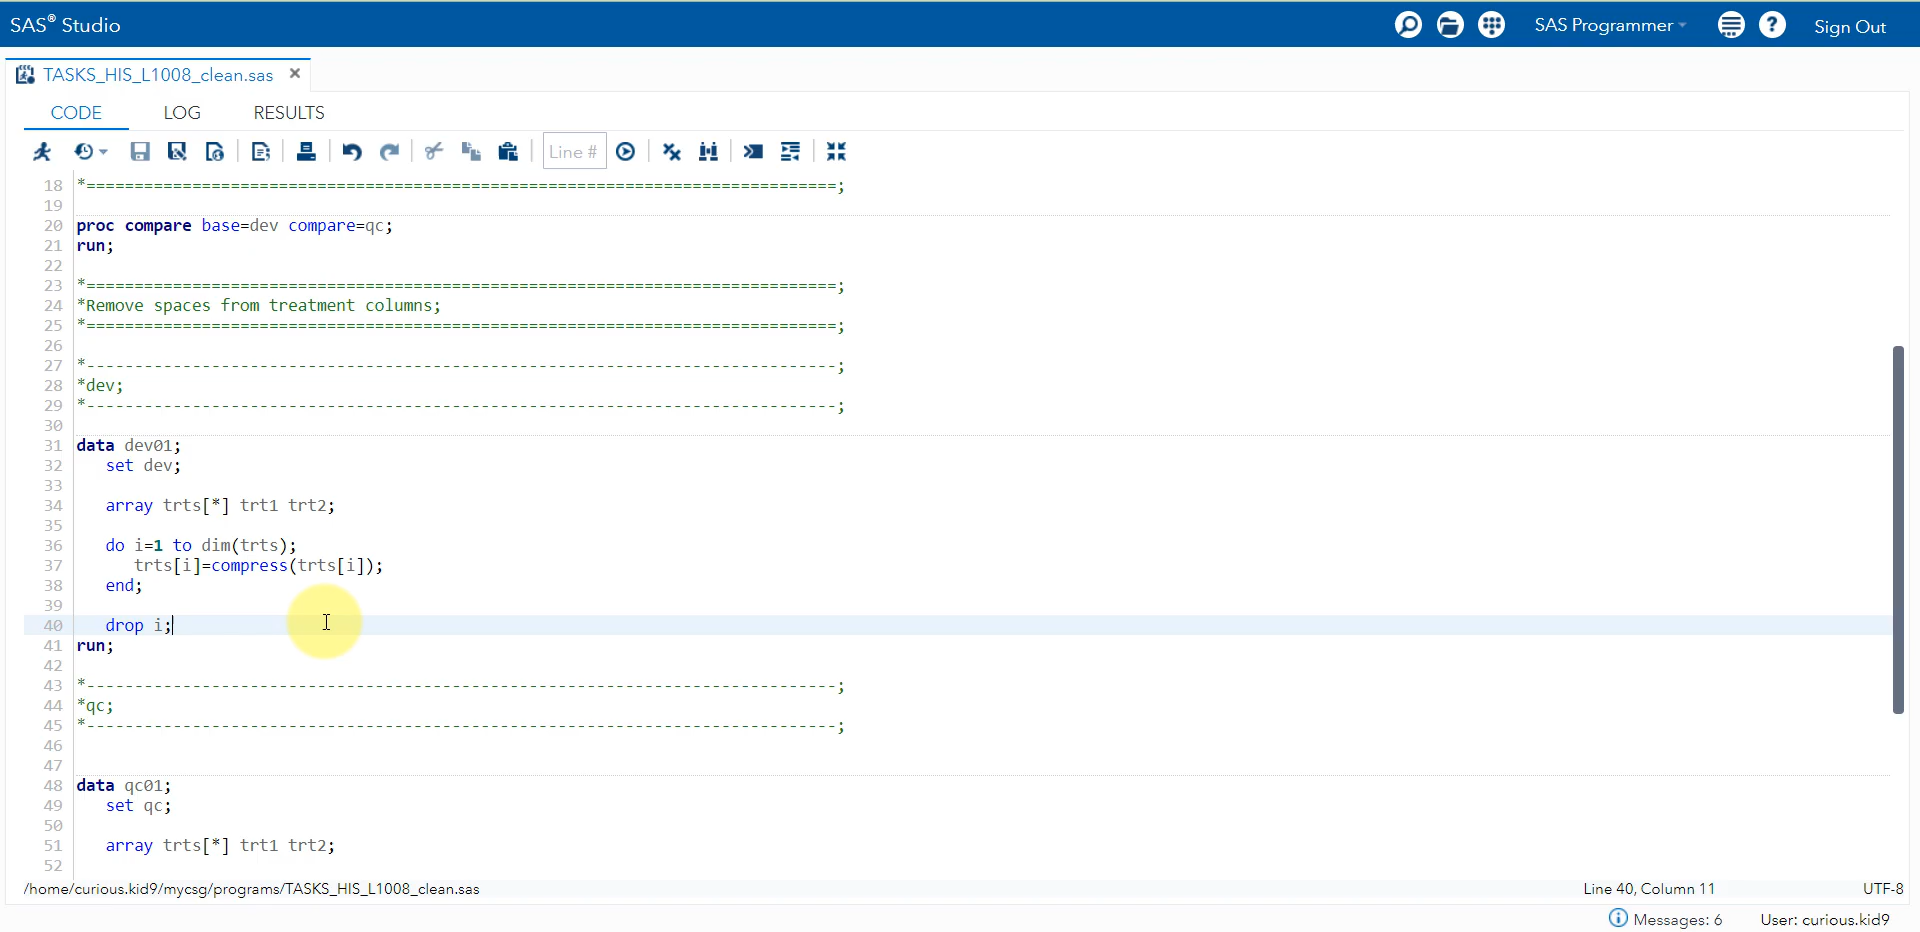 SAS® Studio
SAS Programmer
Sign Out
TASKS_HIS_L1008_clean.sas
CODE LOG RESULTS
Line #
18 *==============================================================================;
19
20 proc compare base=dev compare=qc;
21 run;
22
23 *==============================================================================;
24 *Remove spaces from treatment columns;
25 *==============================================================================;
26
27 *------------------------------------------------------------------------------;
28 *dev;
29 *------------------------------------------------------------------------------;
30
31 data dev01;
32    set dev;
33
34    array trts[*] trt1 trt2;
35
36    do i=1 to dim(trts);
37       trts[i]=compress(trts[i]);
38    end;
39
40    drop i;
41 run;
42
43 *------------------------------------------------------------------------------;
44 *qc;
45 *------------------------------------------------------------------------------;
46
47
48 data qc01;
49    set qc;
50
51    array trts[*] trt1 trt2;
52
/home/curious.kid9/mycsg/programs/TASKS_HIS_L1008_clean.sas
Line 40, Column 11
UTF-8
Messages: 6
User: curious.kid9